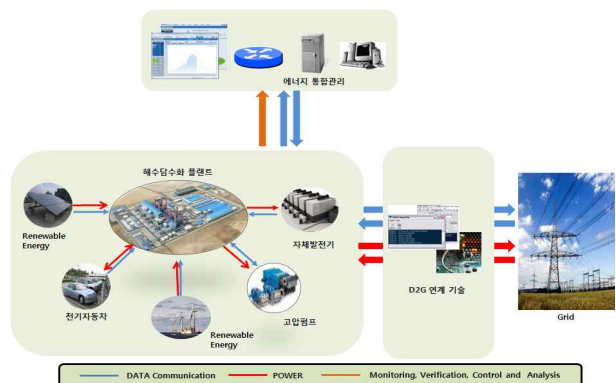 에너지 통합관리
해수담수화 플랜트
Renewable
Energy
자체발전기
전기자동차
Renewable
Energy
고압펌프
D2G 연계 기술
Grid
DATA Communication
POWER
Monitoring, Verification, Control and Analysis